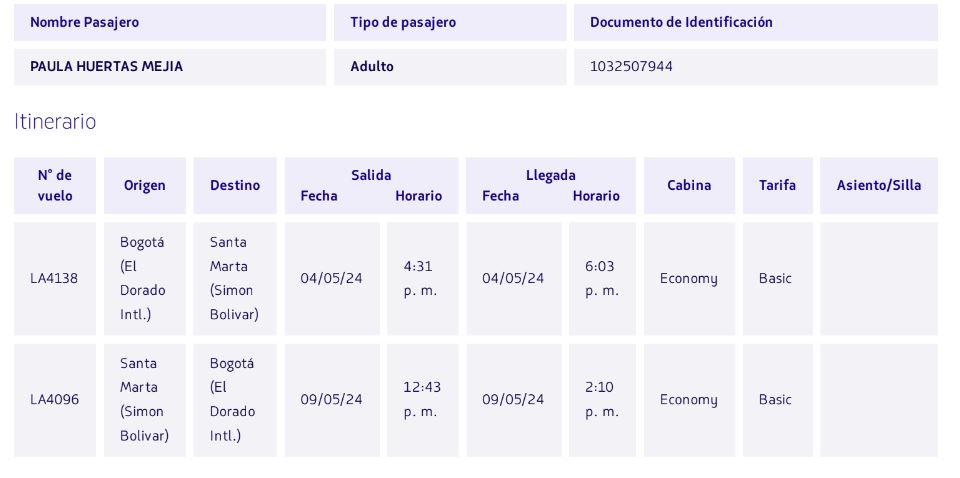 Nombre Pasajero Tipo de pasajero Documento de Identificación
PAULA HUERTAS MEJIA Adulto 1032507944
Itinerario
N° de vuelo Origen Destino Salida Fecha Horario Llegada Fecha Horario Cabina Tarifa Asiento/Silla
LA4138 Bogotá (El Dorado Intl.) Santa Marta (Simon Bolivar) 04/05/24 4:31 p. m. 04/05/24 6:03 p. m. Economy Basic
LA4096 Santa Marta (Simon Bolivar) Bogotá (El Dorado Intl.) 09/05/24 12:43 p. m. 09/05/24 2:10 p. m. Economy Basic